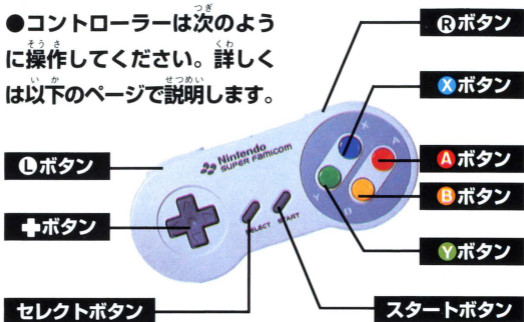 ●コントローラーは次のよう
に操作してください。詳しく
は以下のページで説明します。
Rボタン
Xボタン
Lボタン
Nintendo
SUPER FAMICOM
X
A
Aボタン
Bボタン
✚ボタン
Y
B
SELECT
START
Yボタン
セレクトボタン
スタートボタン